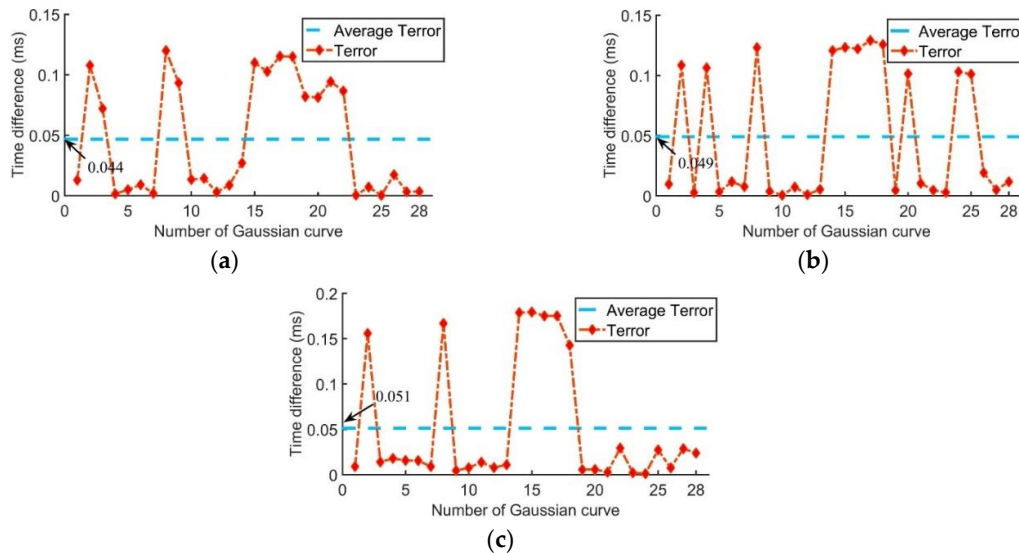 0.15
0.1
0.05
0
Time difference (ms)
0.044
Average Terror
Terror
0 5 10 15 20 25 28
Number of Gaussian curve
(a)
0.15
0.1
0.05
0
Time difference (ms)
0.049
Average Terror
Terror
0 5 10 15 20 25 28
Number of Gaussian curve
(b)
0.2
0.15
0.1
0.05
0
Time difference (ms)
0.051
Average Terror
Terror
0 5 10 15 20 25 28
Number of Gaussian curve
(c)